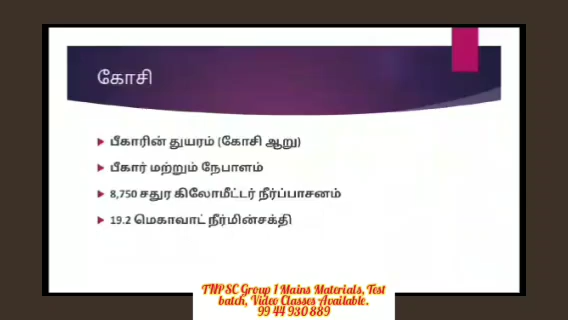 கோசி
பீகாரின் துயரம் (கோசி ஆறு)
பீகார் மற்றும் நேபாளம்
8,750 சதுர கிலோமீட்டர் நீர்ப்பாசனம்
19.2 மெகாவாட் நீர்மின்சக்தி
TNPSC Group 1 Mains Materials, Test
batch, Video Classes Available.
99 44 930 889